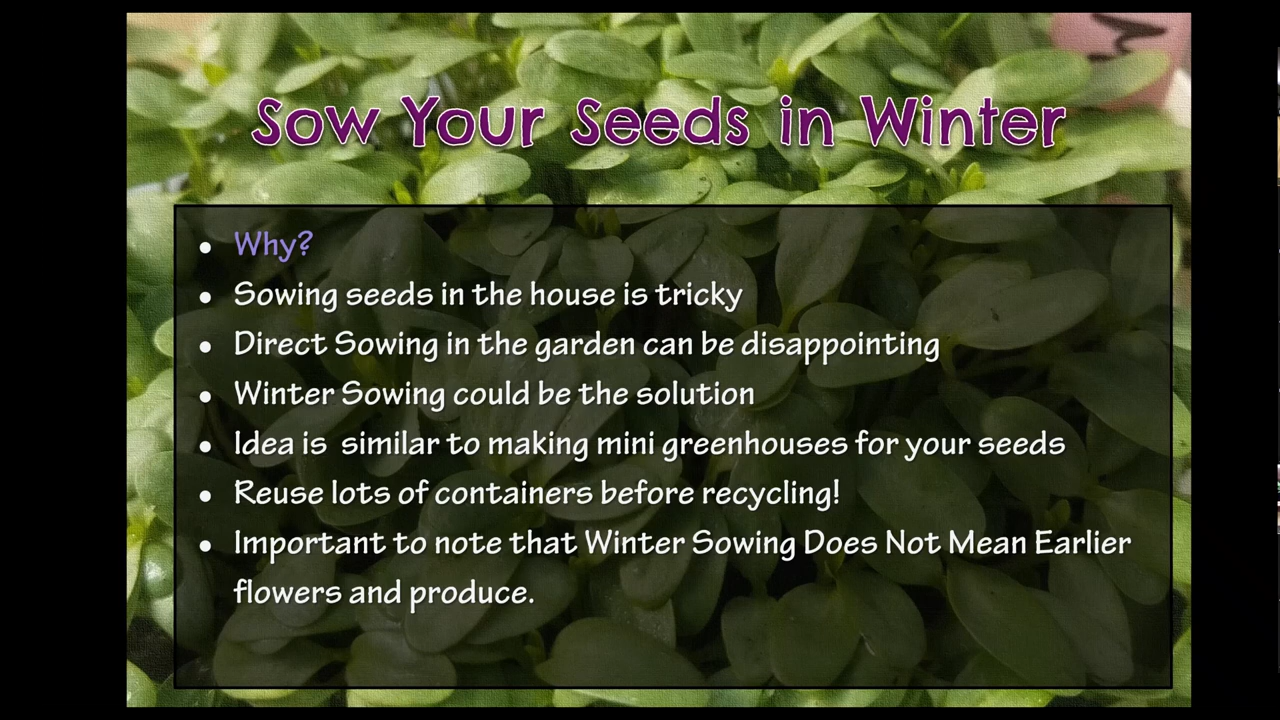 Sow Your Seeds in Winter
• Why?
• Sowing seeds in the house is tricky
• Direct Sowing in the garden can be disappointing
• Winter Sowing could be the solution
• Idea is  similar to making mini greenhouses for your seeds
• Reuse lots of containers before recycling!
• Important to note that Winter Sowing Does Not Mean Earlier
flowers and produce.